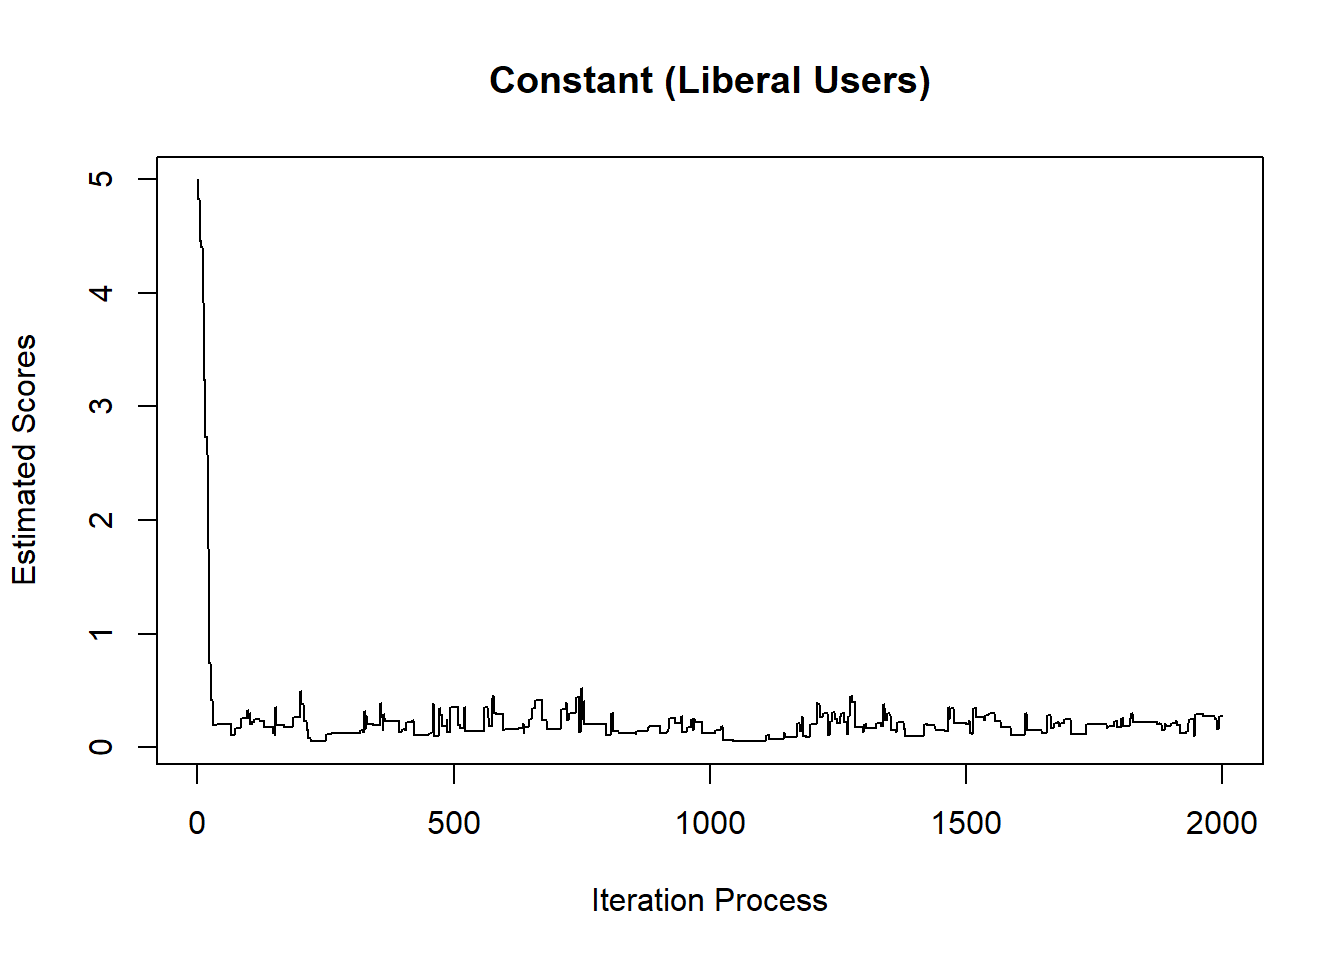 Constant (Liberal Users)
Estimated Scores
5
4
3
2
1
0
0 500 1000 1500 2000
Iteration Process